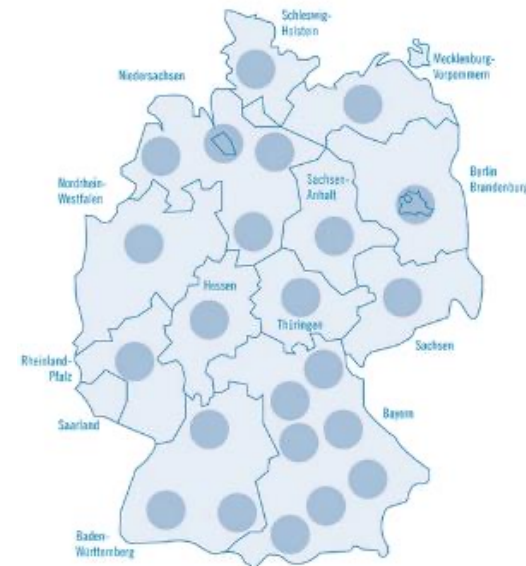 Schleswig-
Holstein
Mecklenburg-
Vorpommern
Niedersachsen
Berlin
Brandenburg
Nordrhein-
Westfalen
Sachsen-
Anhalt
Hessen
Thüringen
Sachsen
Rheinland-
Pfalz
Saarland
Bayern
Baden-
Württemberg